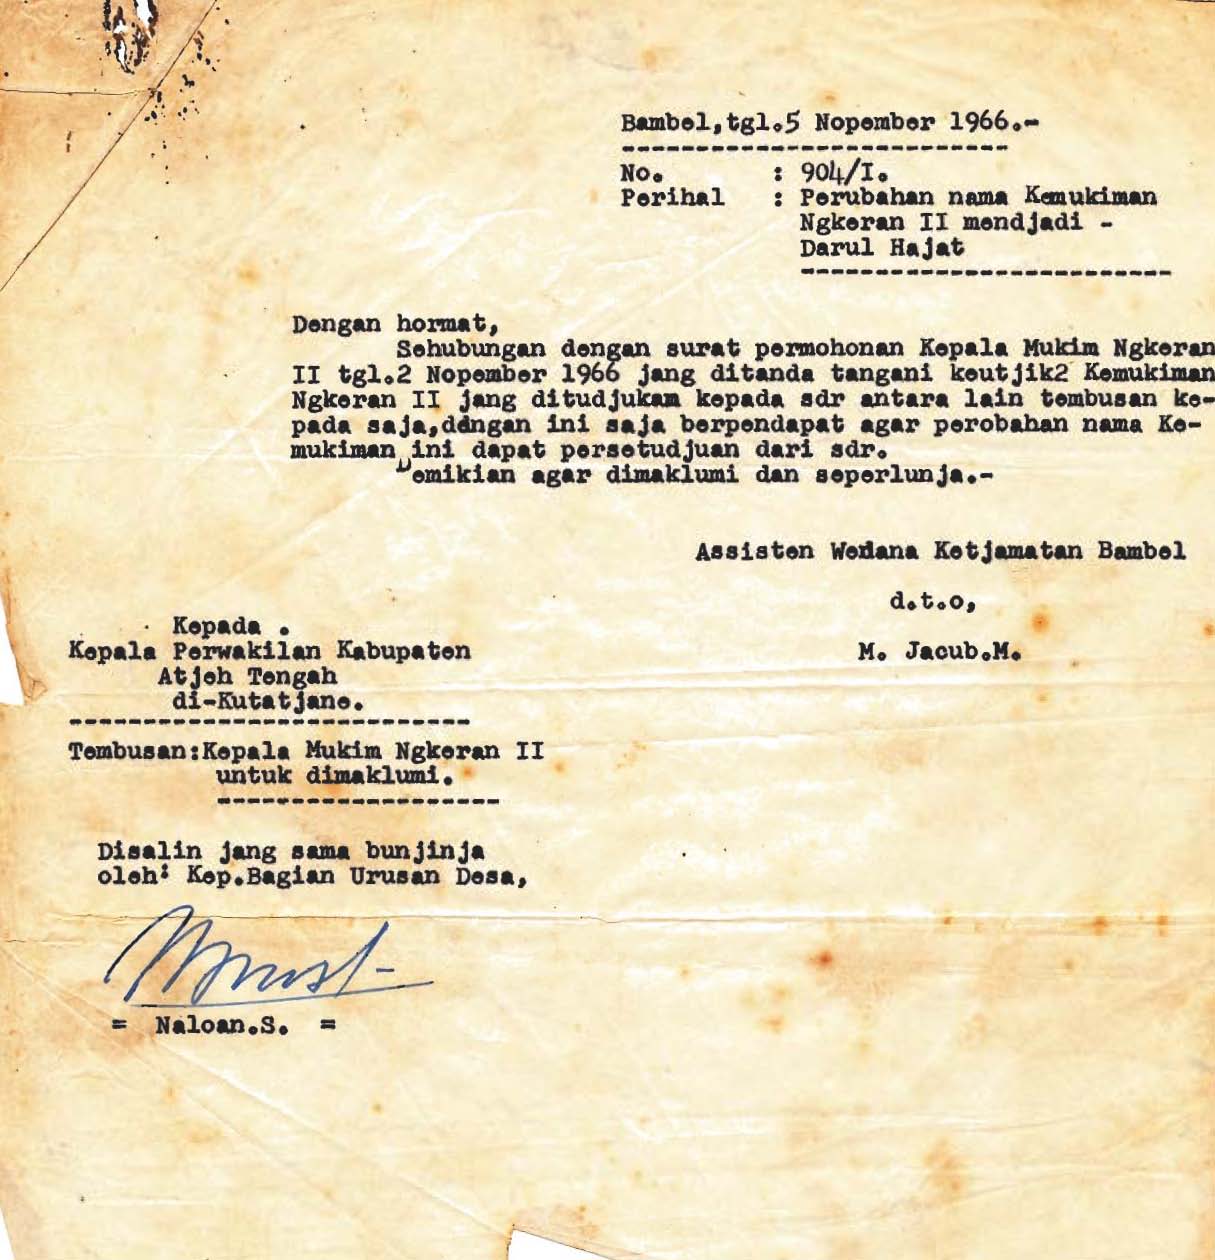 Bambel,tgl.5 Nopember 1966.-
--------------------------
No. : 904/I.
Perihal : Perubahan nama Kemukiman
Ngkeran II mendjadi -
Darul Hajat
-------------------------
Dengan hormat,
Sehubungan dengan surat permohonan Kepala Mukim Ngkeran
II tgl.2 Nopember 1966 jang ditanda tangani keutjik2 Kemukiman
Ngkeran II jang ditudjukam kepada sdr antara lain tembusan ke-
pada saja,dengan ini saja berpendapat agar perobahan nama Ke-
mukiman ini dapat persetudjuan dari sdr.
Demikian agar dimaklumi dan seperlunja.-
Assisten Wedana Ketjamatan Bambel
d.t.o,
M. Jacub.M.
Kepada .
Kepala Perwakilan Kabupaten
Atjeh Tengah
di-Kutatjane.
---------------------------
Tembusan:Kepala Mukim Ngkeran II
untuk dimaklumi.
-------------------
Disalin jang sama bunjinja
oleh: Kep.Bagian Urusan Desa,
= Naloan.S. =